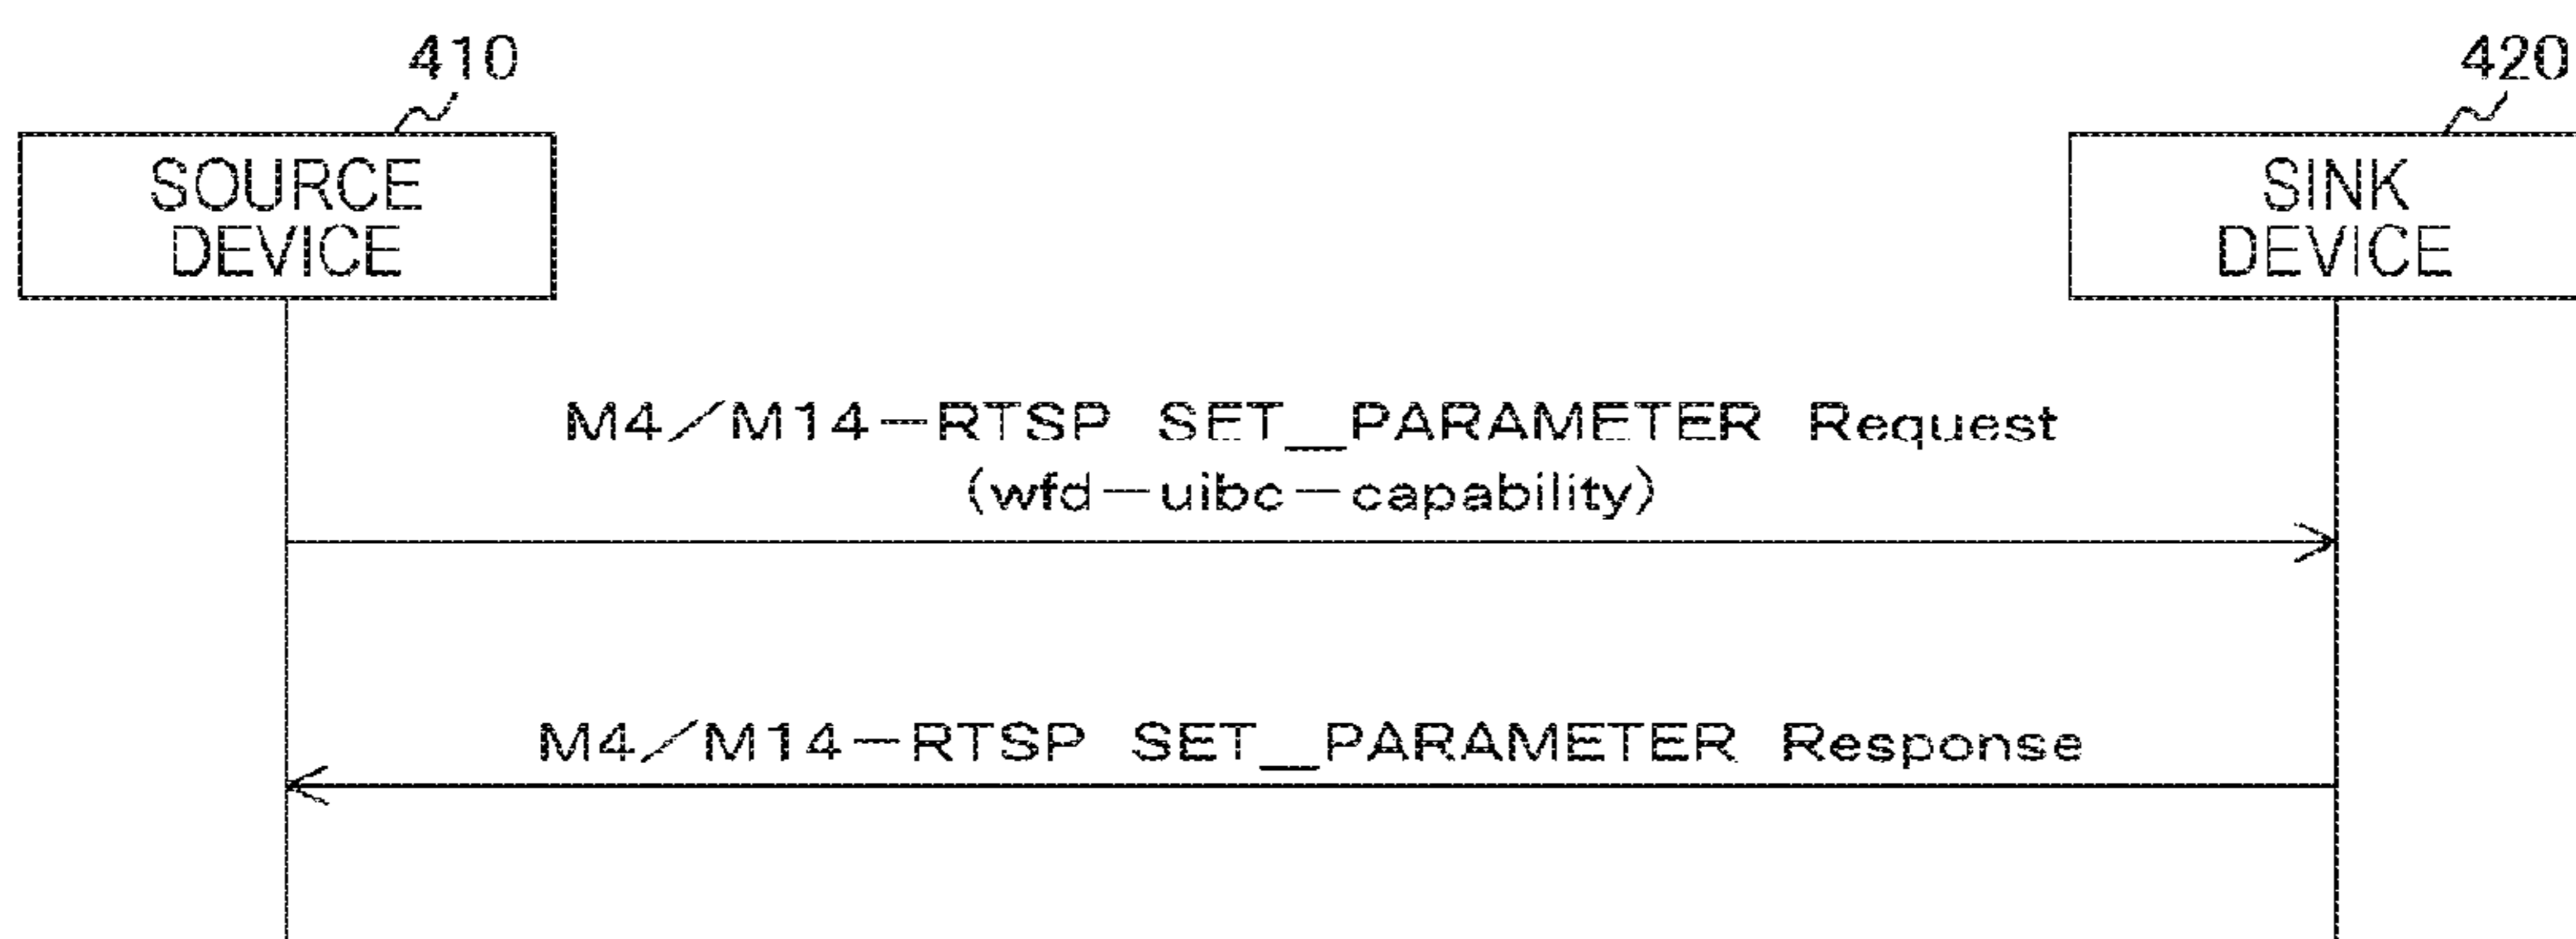 410
420
SOURCE
DEVICE
SINK
DEVICE
M4/M14-RTSP SET_PARAMETER Request
(wfd-uibc-capability)
M4/M14-RTSP SET_PARAMETER Response